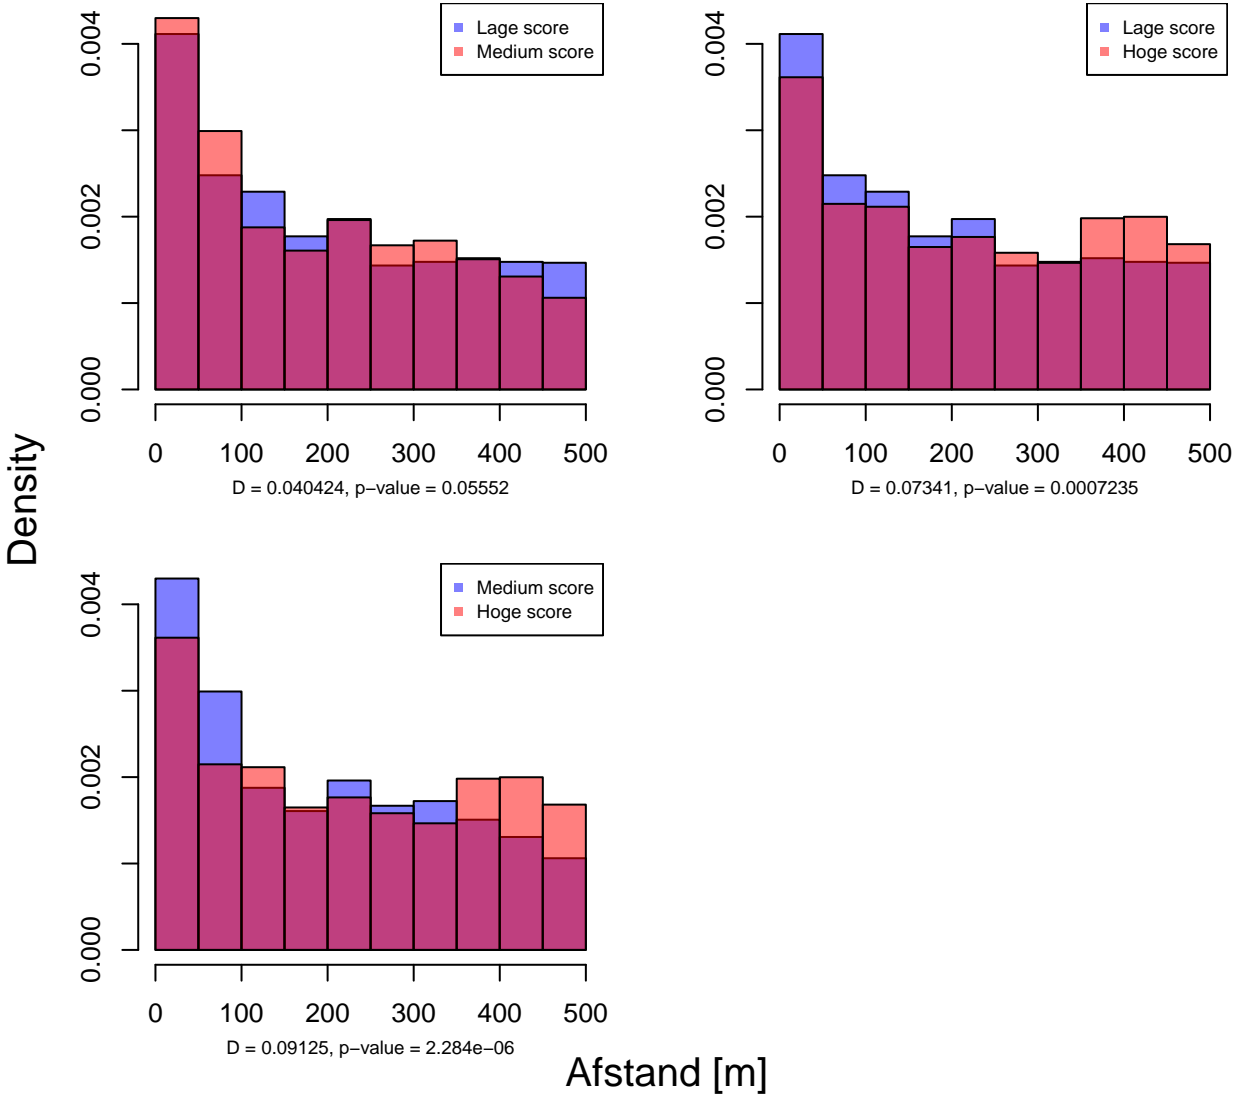 Lage score
Medium score
0.004
0.002
0.000
0 100 200 300 400 500
D = 0.040424, p−value = 0.05552
Lage score
Hoge score
0.004
0.002
0.000
0 100 200 300 400 500
D = 0.07341, p−value = 0.0007235
Density
Medium score
Hoge score
0.004
0.002
0.000
0 100 200 300 400 500
D = 0.09125, p−value = 2.284e−06
Afstand [m]